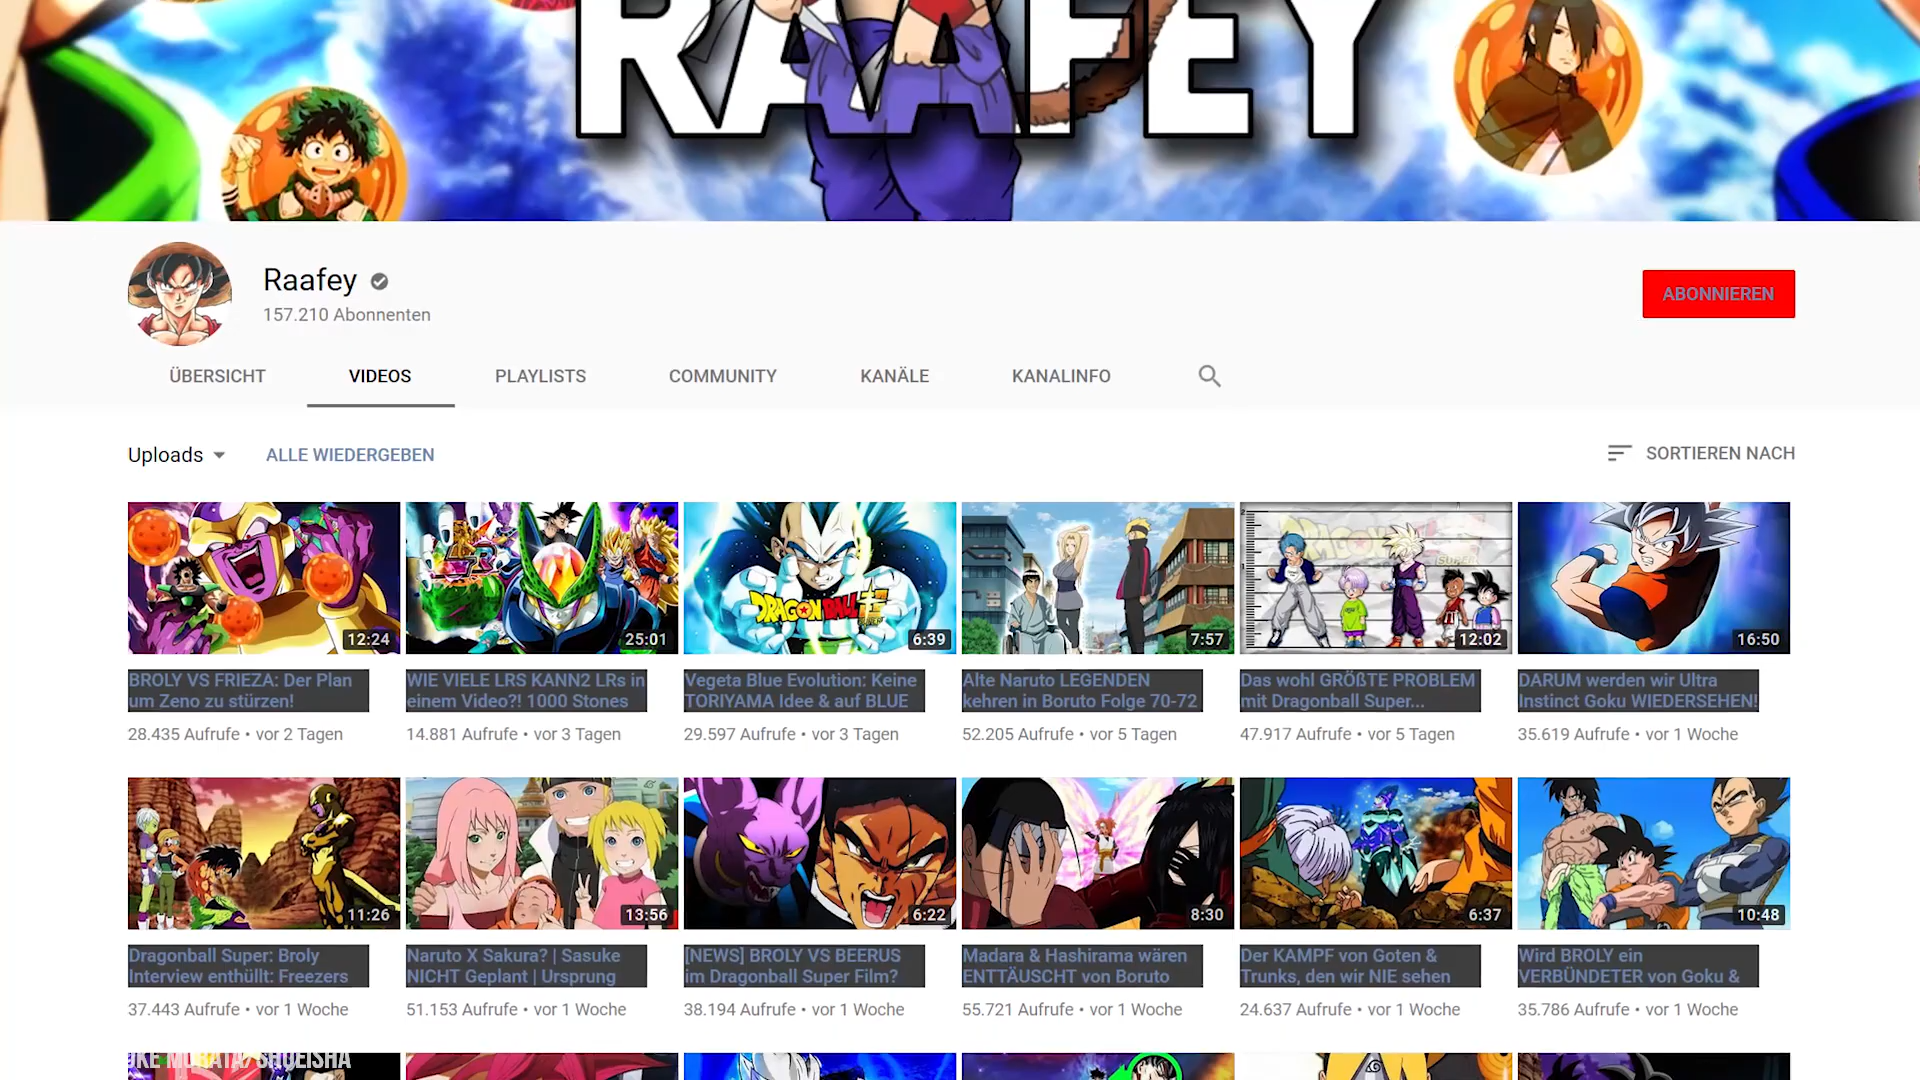 RAAFEY
Raafey
157.210 Abonnenten
ABONNIEREN
ÜBERSICHT
VIDEOS
PLAYLISTS
COMMUNITY
KANÄLE
KANALINFO
Uploads
ALLE WIEDERGEBEN
SORTIEREN NACH
12:24
25:01
DRAGONBALL
6:39
7:57
12:02
16:50
BROLY VS FRIEZA: Der Plan
um Zeno zu stürzen!
28.435 Aufrufe • vor 2 Tagen
WIE VIELE LRS KANN2 LRs in
einem Video?! 1000 Stones
14.881 Aufrufe • vor 3 Tagen
Vegeta Blue Evolution: Keine
TORIYAMA Idee & auf BLUE
29.597 Aufrufe • vor 3 Tagen
Alte Naruto LEGENDEN
kehren in Boruto Folge 70-72
52.205 Aufrufe • vor 5 Tagen
Das wohl GRÖßTE PROBLEM
mit Dragonball Super...
47.917 Aufrufe • vor 5 Tagen
DARUM werden wir Ultra
Instinct Goku WIEDERSEHEN!
35.619 Aufrufe • vor 1 Woche
11:26
13:56
6:22
8:30
6:37
10:48
Dragonball Super: Broly
Interview enthüllt: Freezers
37.443 Aufrufe • vor 1 Woche
Naruto X Sakura? | Sasuke
NICHT Geplant | Ursprung
51.153 Aufrufe • vor 1 Woche
[NEWS] BROLY VS BEERUS
im Dragonball Super Film?
38.194 Aufrufe • vor 1 Woche
Madara & Hashirama wären
ENTTÄUSCHT von Boruto
55.721 Aufrufe • vor 1 Woche
Der KAMPF von Goten &
Trunks, den wir NIE sehen
24.637 Aufrufe • vor 1 Woche
Wird BROLY ein
VERBÜNDETER von Goku &
35.786 Aufrufe • vor 1 Woche
MURATA/SHUEISHA